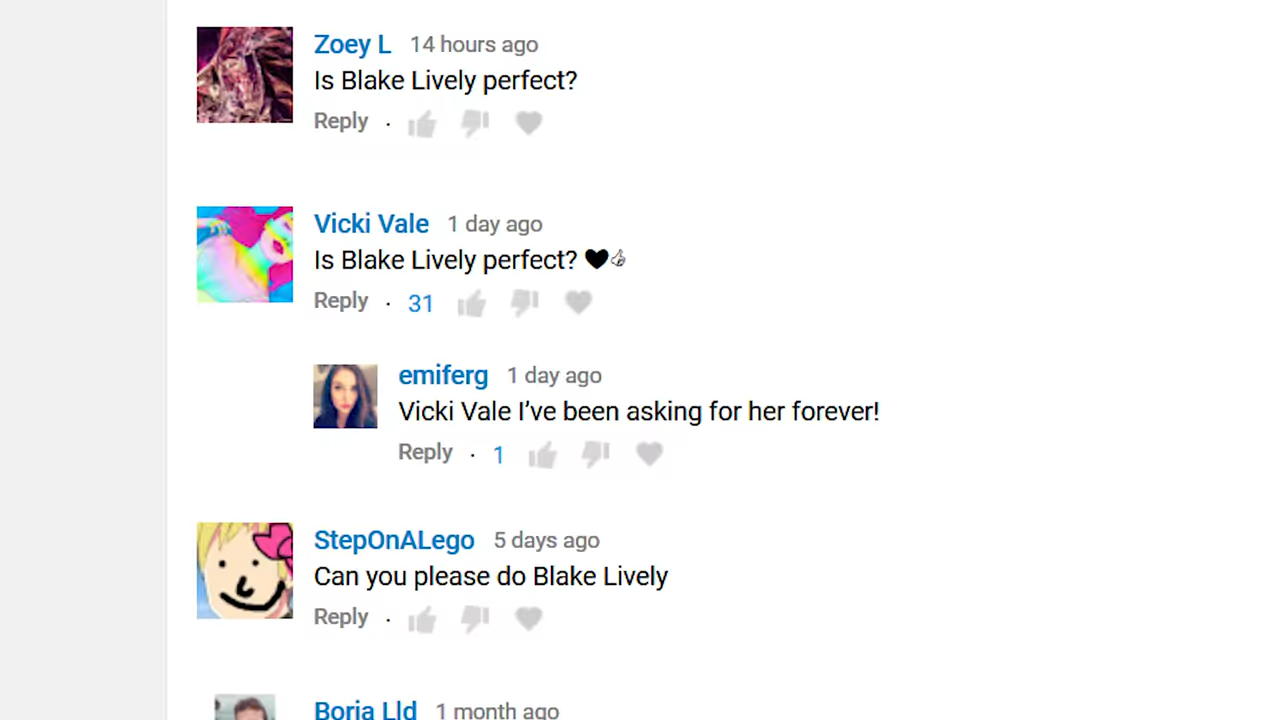 Zoey L 14 hours ago
Is Blake Lively perfect?
Reply ·
Vicki Vale 1 day ago
Is Blake Lively perfect? 🖤👍
Reply · 31
emiferg 1 day ago
Vicki Vale I’ve been asking for her forever!
Reply · 1
StepOnALego 5 days ago
Can you please do Blake Lively
Reply ·
Borja Lld 1 month ago